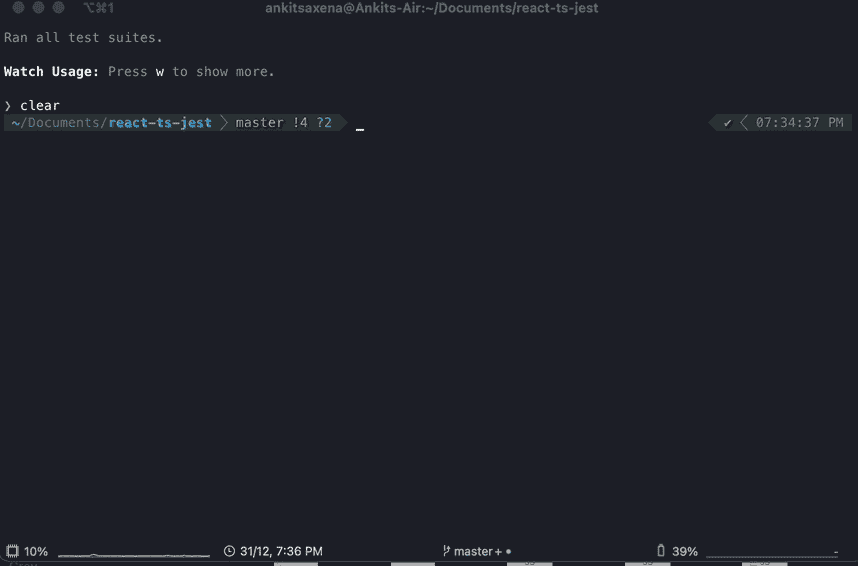 ⌥⌘1 ankitsaxena@Ankits-Air:~/Documents/react-ts-jest
Ran all test suites.
Watch Usage: Press w to show more.
❯ clear
~/Documents/react-ts-jest master !4 ?2 ✔ 07:34:37 PM
10% 31/12, 7:36 PM master+ • 39%